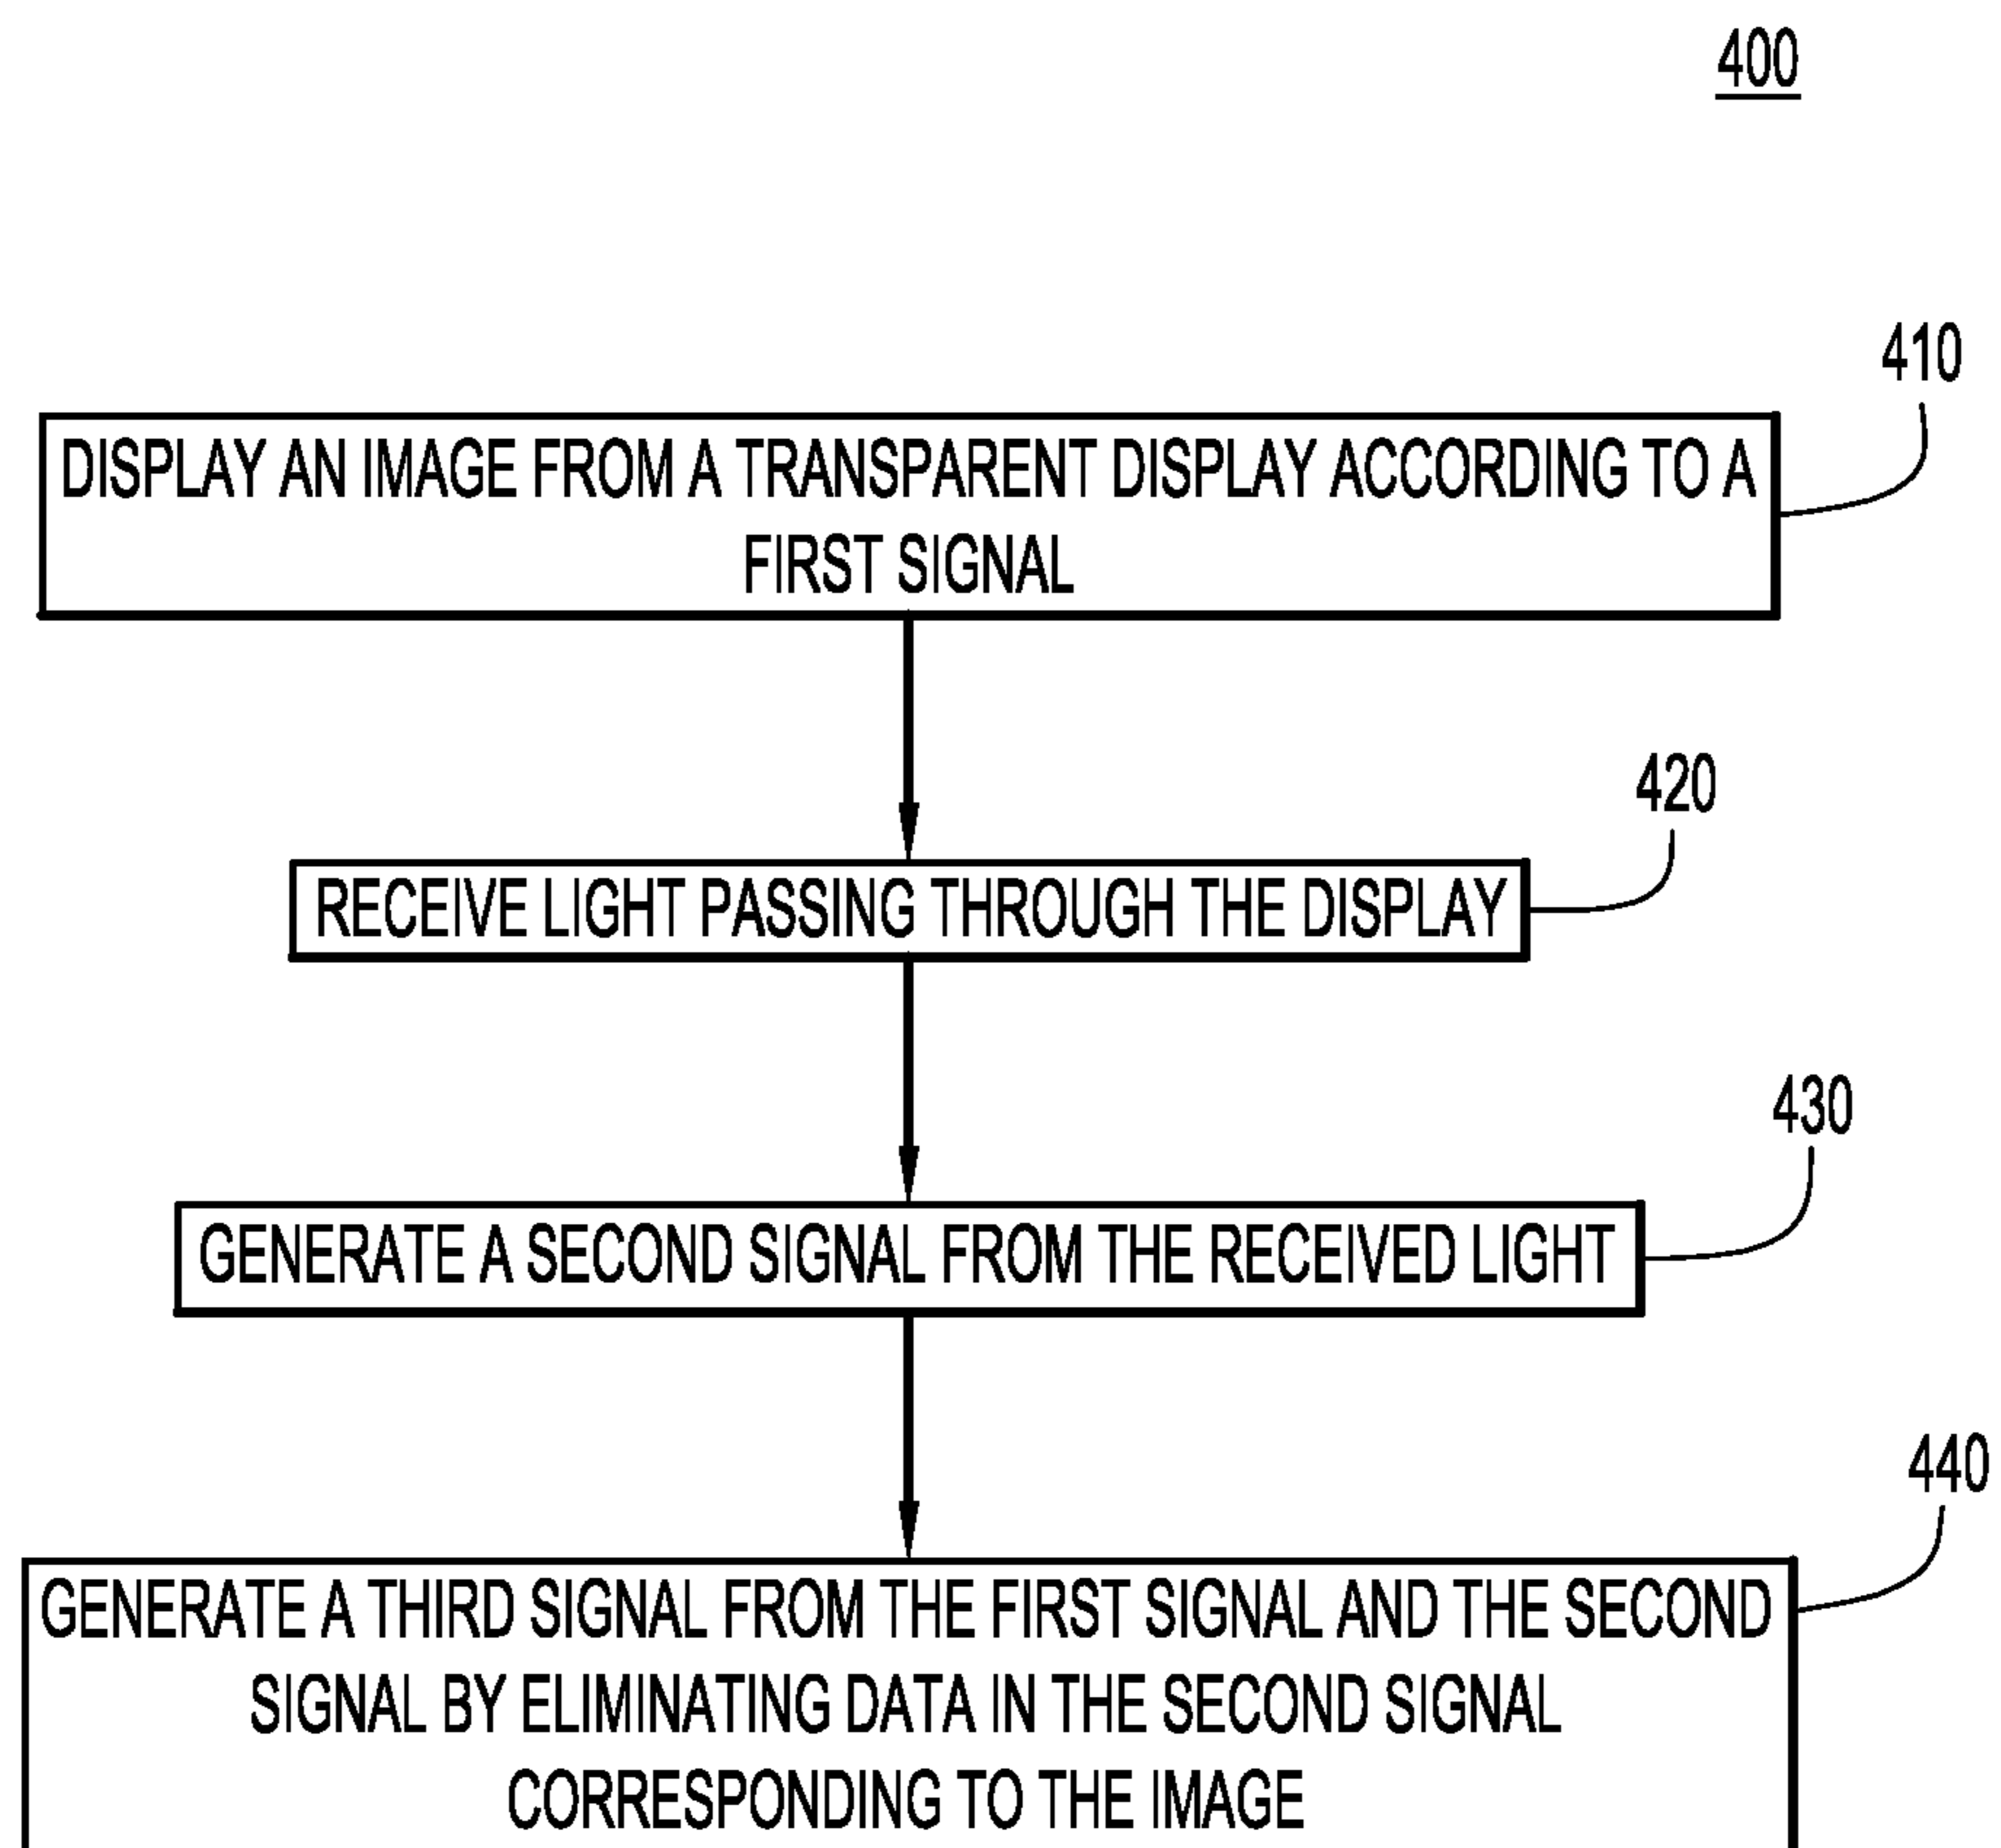 400
410
DISPLAY AN IMAGE FROM A TRANSPARENT DISPLAY ACCORDING TO A
FIRST SIGNAL
420
RECEIVE LIGHT PASSING THROUGH THE DISPLAY
430
GENERATE A SECOND SIGNAL FROM THE RECEIVED LIGHT
440
GENERATE A THIRD SIGNAL FROM THE FIRST SIGNAL AND THE SECOND
SIGNAL BY ELIMINATING DATA IN THE SECOND SIGNAL
CORRESPONDING TO THE IMAGE